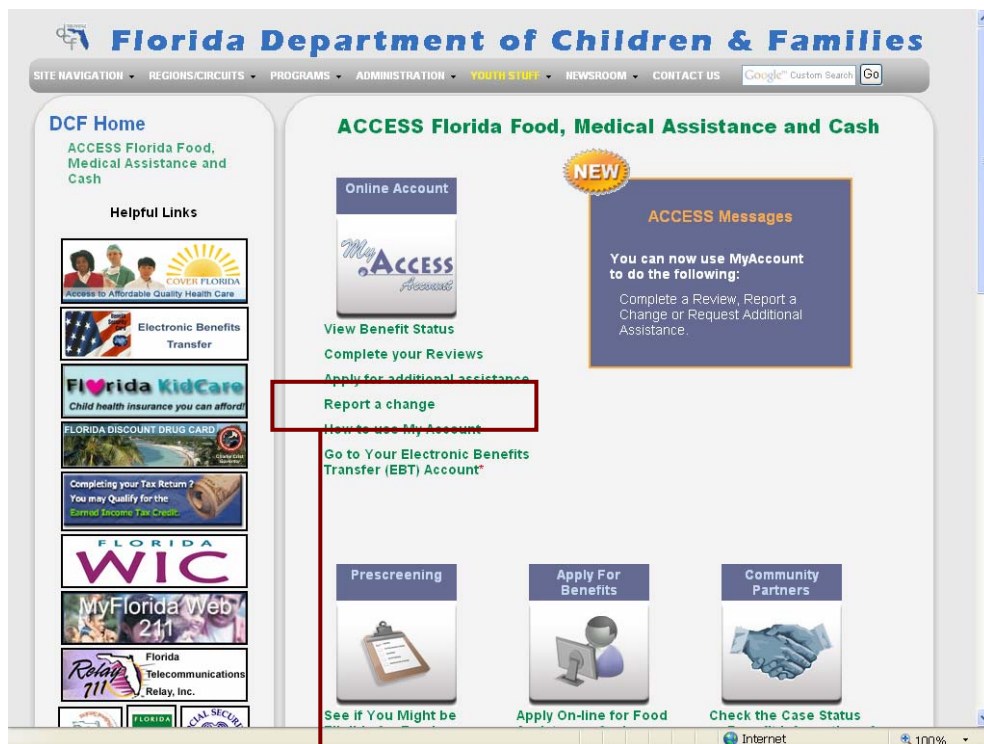 Florida Department of Children & Families
SITE NAVIGATION REGIONS/CIRCUITS PROGRAMS ADMINISTRATION YOUTH STUFF NEWSROOM CONTACT US Google™ Custom Search Go
DCF Home
ACCESS Florida Food,
Medical Assistance and
Cash
Helpful Links
COVER FLORIDA
Access to Affordable Quality Health Care
Electronic Benefits
Transfer
Florida KidCare
Child health insurance you can afford!
FLORIDA DISCOUNT DRUG CARD
Completing your Tax Return ?
You may Qualify for the
Earned Income Tax Credit.
FLORIDA
WIC
MyFlorida Web
211
Relay
711
Florida
Telecommunications
Relay, Inc.
FLORIDA
ACCESS Florida Food, Medical Assistance and Cash
Online Account
My ACCESS
Account
View Benefit Status
Complete your Reviews
Apply for additional assistance
Report a change
How to use My Account
Go to Your Electronic Benefits
Transfer (EBT) Account*
NEW
ACCESS Messages
You can now use MyAccount
to do the following:
Complete a Review, Report a
Change or Request Additional
Assistance.
Prescreening
See if You Might be
Apply For
Benefits
Apply On-line for Food
Community
Partners
Check the Case Status
Internet
100%